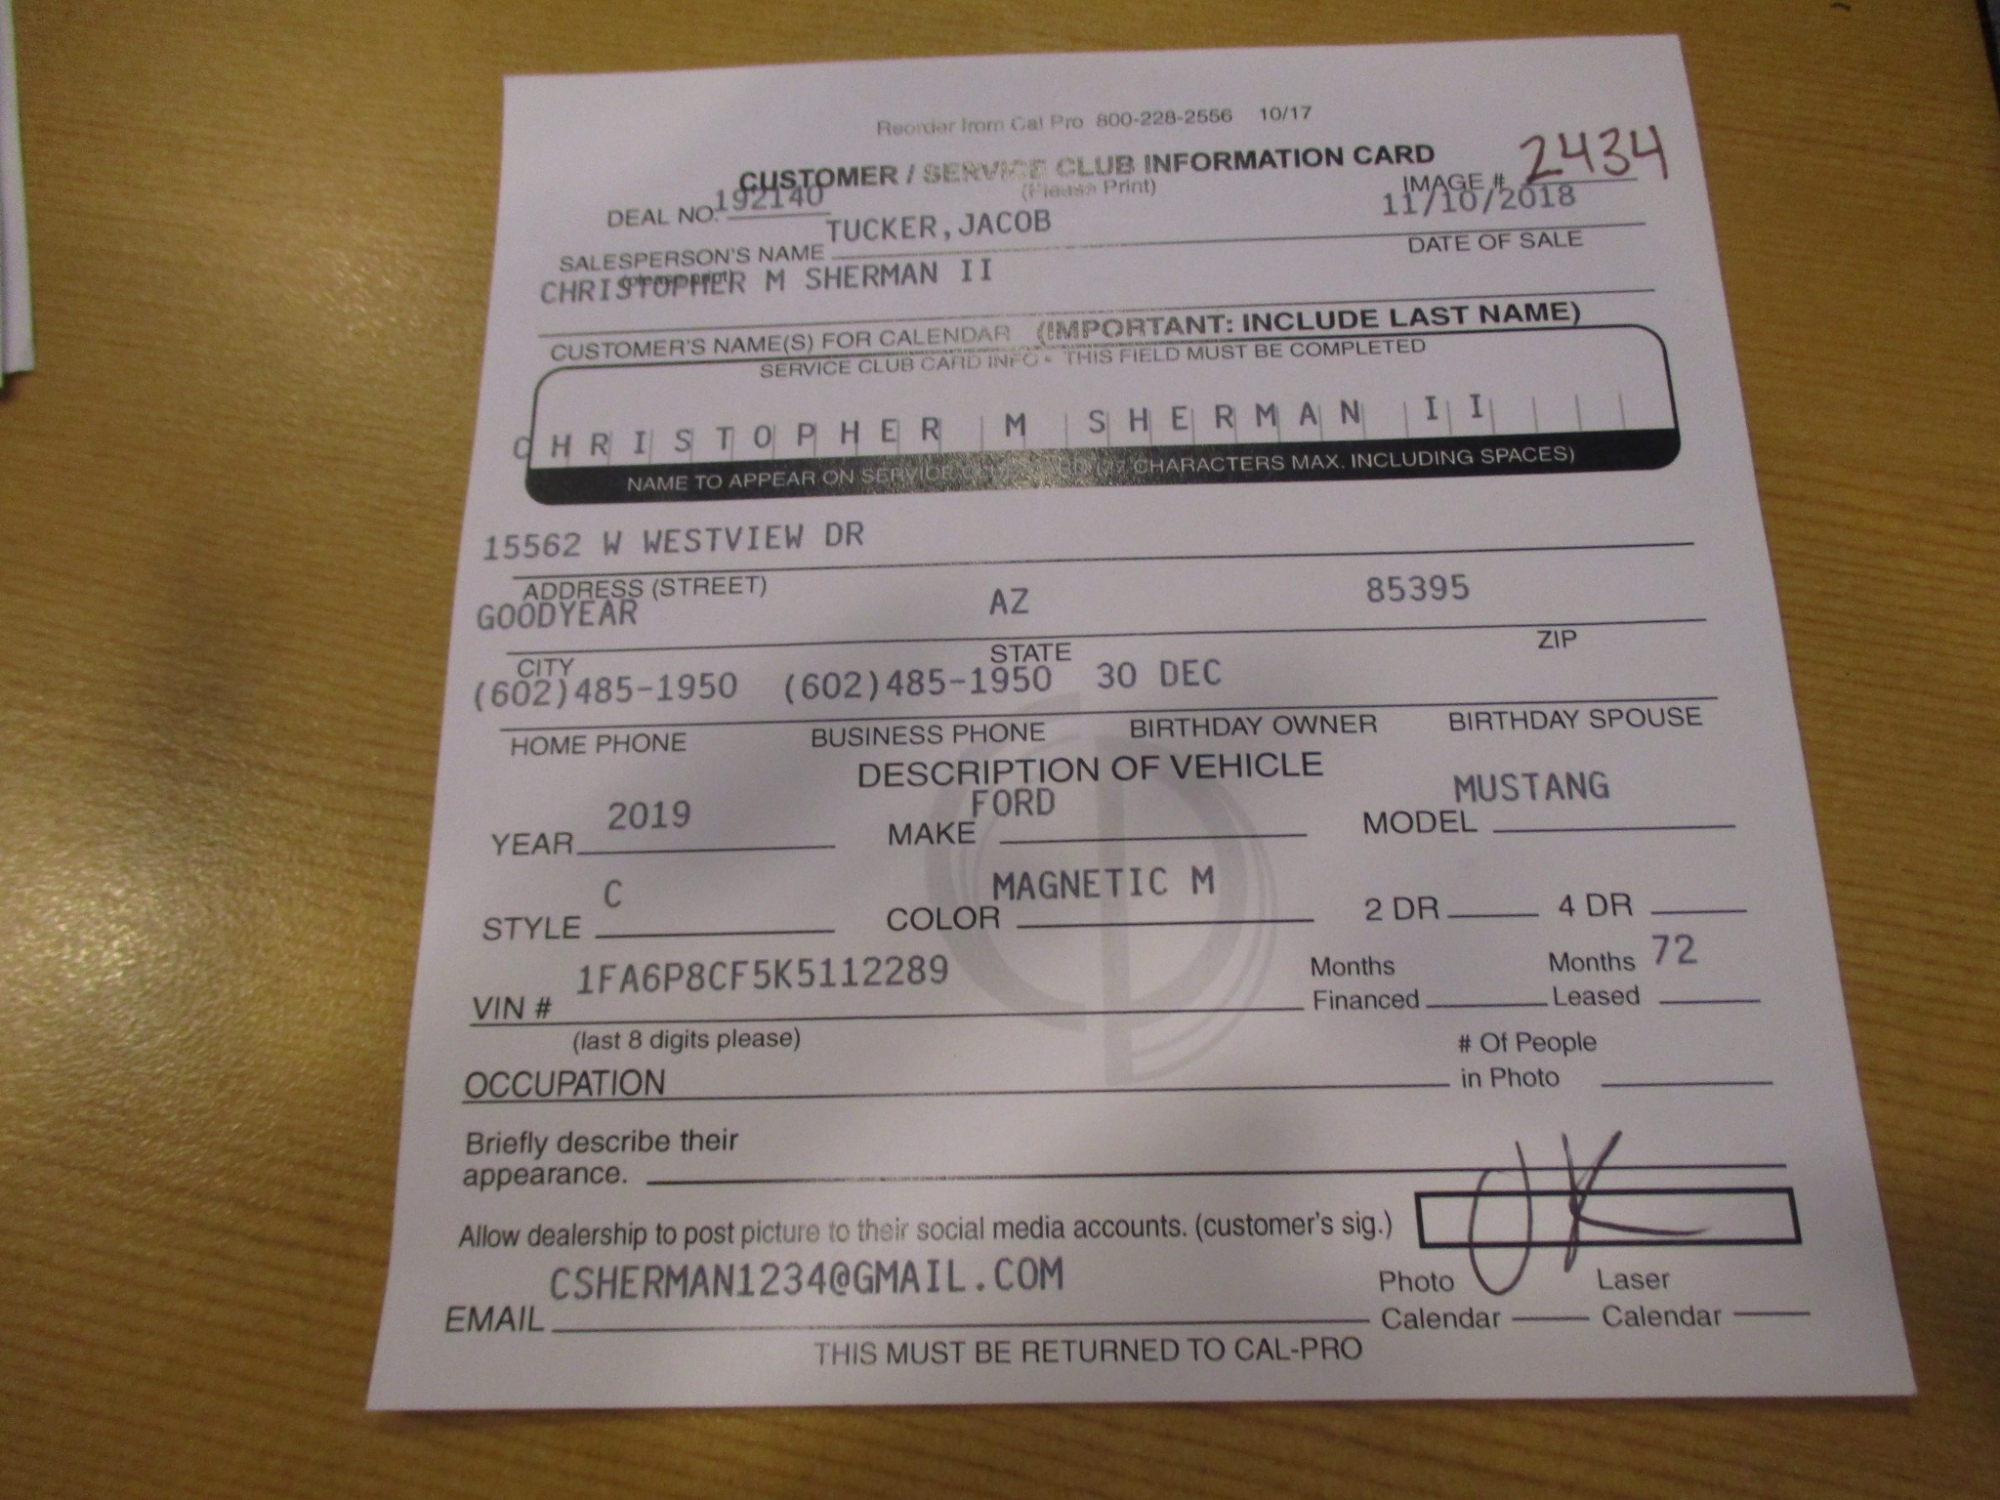 Reorder from Cal Pro 800-228-2556 10/17
CUSTOMER / SERVICE CLUB INFORMATION CARD
(Please Print)
IMAGE # 2434
DEAL NO. 192140
11/10/2018
TUCKER,JACOB
SALESPERSON'S NAME
DATE OF SALE
(please print)
CHRISTOPHER M SHERMAN II
CUSTOMER'S NAME(S) FOR CALENDAR (IMPORTANT: INCLUDE LAST NAME)
SERVICE CLUB CARD INFO - THIS FIELD MUST BE COMPLETED
CHRISTOPHER M SHERMAN II
NAME TO APPEAR ON SERVICE CLUB CARD (27 CHARACTERS MAX. INCLUDING SPACES)
15562 W WESTVIEW DR
ADDRESS (STREET)
GOODYEAR AZ 85395
CITY STATE ZIP
(602)485-1950 (602)485-1950 30 DEC
HOME PHONE BUSINESS PHONE BIRTHDAY OWNER BIRTHDAY SPOUSE
DESCRIPTION OF VEHICLE
YEAR 2019 MAKE FORD MODEL MUSTANG
STYLE C COLOR MAGNETIC M 2 DR 4 DR
VIN # 1FA6P8CF5K5112289 Months Financed Months Leased 72
(last 8 digits please)
OCCUPATION # Of People in Photo
Briefly describe their
appearance.
Allow dealership to post picture to their social media accounts. (customer's sig.)
EMAIL CSHERMAN1234@GMAIL.COM Photo Calendar Laser Calendar
THIS MUST BE RETURNED TO CAL-PRO